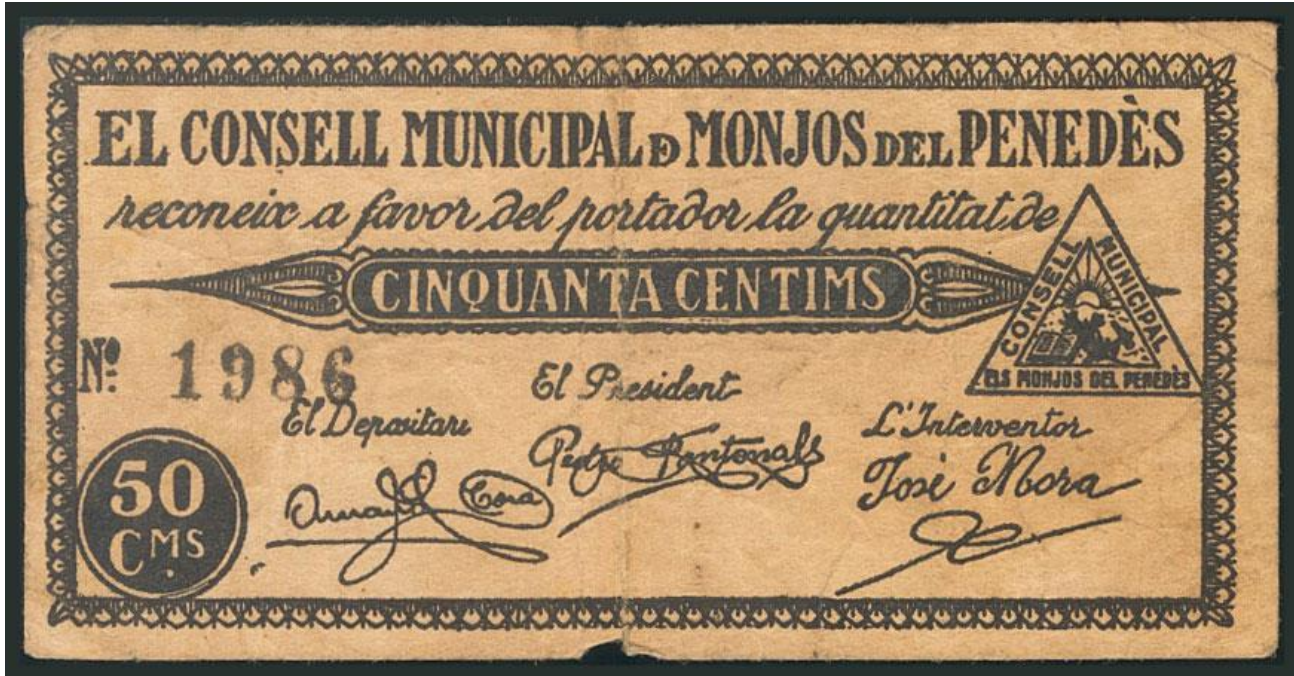 EL CONSELL MUNICIPAL D MONJOS DEL PENEDÈS
reconeix a favor del portador la quantitat de
CINQUANTA CENTIMS
CONSELL MUNICIPAL
ELS MONJOS DEL PENEDÈS
Nº 1986
El President
El Depositari
L'Interventor
Cora
José Mora
50
CMS